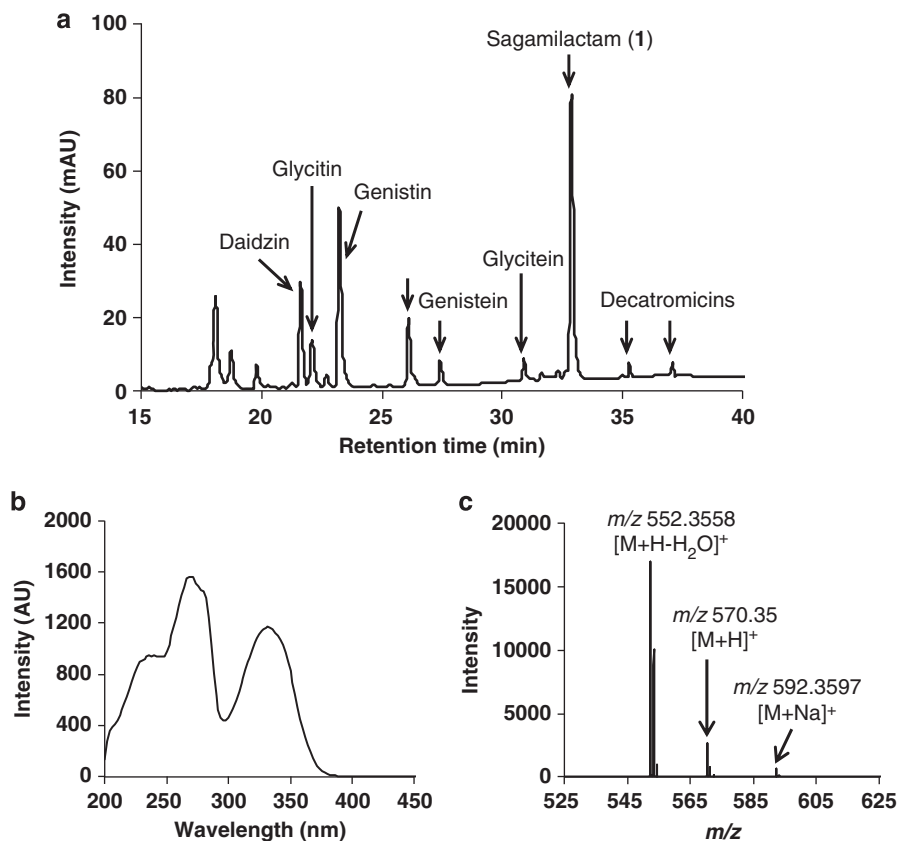 a
100
80
60
40
20
0
Intensity (mAU)
15 20 25 30 35 40
Retention time (min)
Sagamilactam (1)
Glycitin
Genistin
Daidzin
Glycitein
Genistein
Decatromicins
b
2000
1600
1200
800
400
0
Intensity (AU)
200 250 300 350 400 450
Wavelength (nm)
c
20000
15000
10000
5000
0
Intensity
525 545 565 585 605 625
m/z
m/z 552.3558
[M+H-H₂O]⁺
m/z 570.35
[M+H]⁺
m/z 592.3597
[M+Na]⁺